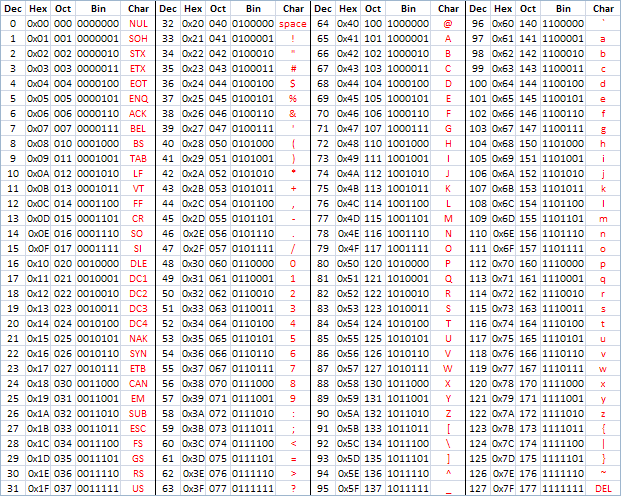 Dec Hex Oct Bin Char Dec Hex Oct Bin Char Dec Hex Oct Bin Char Dec Hex Oct Bin Char
0 0x00 000 0000000 NUL 32 0x20 040 0100000 space 64 0x40 100 1000000 @ 96 0x60 140 1100000 `
1 0x01 001 0000001 SOH 33 0x21 041 0100001 ! 65 0x41 101 1000001 A 97 0x61 141 1100001 a
2 0x02 002 0000010 STX 34 0x22 042 0100010 " 66 0x42 102 1000010 B 98 0x62 142 1100010 b
3 0x03 003 0000011 ETX 35 0x23 043 0100011 # 67 0x43 103 1000011 C 99 0x63 143 1100011 c
4 0x04 004 0000100 EOT 36 0x24 044 0100100 $ 68 0x44 104 1000100 D 100 0x64 144 1100100 d
5 0x05 005 0000101 ENQ 37 0x25 045 0100101 % 69 0x45 105 1000101 E 101 0x65 145 1100101 e
6 0x06 006 0000110 ACK 38 0x26 046 0100110 & 70 0x46 106 1000110 F 102 0x66 146 1100110 f
7 0x07 007 0000111 BEL 39 0x27 047 0100111 ' 71 0x47 107 1000111 G 103 0x67 147 1100111 g
8 0x08 010 0001000 BS 40 0x28 050 0101000 ( 72 0x48 110 1001000 H 104 0x68 150 1101000 h
9 0x09 011 0001001 TAB 41 0x29 051 0101001 ) 73 0x49 111 1001001 I 105 0x69 151 1101001 i
10 0x0A 012 0001010 LF 42 0x2A 052 0101010 * 74 0x4A 112 1001010 J 106 0x6A 152 1101010 j
11 0x0B 013 0001011 VT 43 0x2B 053 0101011 + 75 0x4B 113 1001011 K 107 0x6B 153 1101011 k
12 0x0C 014 0001100 FF 44 0x2C 054 0101100 , 76 0x4C 114 1001100 L 108 0x6C 154 1101100 l
13 0x0D 015 0001101 CR 45 0x2D 055 0101101 - 77 0x4D 115 1001101 M 109 0x6D 155 1101101 m
14 0x0E 016 0001110 SO 46 0x2E 056 0101110 . 78 0x4E 116 1001110 N 110 0x6E 156 1101110 n
15 0x0F 017 0001111 SI 47 0x2F 057 0101111 / 79 0x4F 117 1001111 O 111 0x6F 157 1101111 o
16 0x10 020 0010000 DLE 48 0x30 060 0110000 0 80 0x50 120 1010000 P 112 0x70 160 1110000 p
17 0x11 021 0010001 DC1 49 0x31 061 0110001 1 81 0x51 121 1010001 Q 113 0x71 161 1110001 q
18 0x12 022 0010010 DC2 50 0x32 062 0110010 2 82 0x52 122 1010010 R 114 0x72 162 1110010 r
19 0x13 023 0010011 DC3 51 0x33 063 0110011 3 83 0x53 123 1010011 S 115 0x73 163 1110011 s
20 0x14 024 0010100 DC4 52 0x34 064 0110100 4 84 0x54 124 1010100 T 116 0x74 164 1110100 t
21 0x15 025 0010101 NAK 53 0x35 065 0110101 5 85 0x55 125 1010101 U 117 0x75 165 1110101 u
22 0x16 026 0010110 SYN 54 0x36 066 0110110 6 86 0x56 126 1010110 V 118 0x76 166 1110110 v
23 0x17 027 0010111 ETB 55 0x37 067 0110111 7 87 0x57 127 1010111 W 119 0x77 167 1110111 w
24 0x18 030 0011000 CAN 56 0x38 070 0111000 8 88 0x58 130 1011000 X 120 0x78 170 1111000 x
25 0x19 031 0011001 EM 57 0x39 071 0111001 9 89 0x59 131 1011001 Y 121 0x79 171 1111001 y
26 0x1A 032 0011010 SUB 58 0x3A 072 0111010 : 90 0x5A 132 1011010 Z 122 0x7A 172 1111010 z
27 0x1B 033 0011011 ESC 59 0x3B 073 0111011 ; 91 0x5B 133 1011011 [ 123 0x7B 173 1111011 {
28 0x1C 034 0011100 FS 60 0x3C 074 0111100 < 92 0x5C 134 1011100 \ 124 0x7C 174 1111100 |
29 0x1D 035 0011101 GS 61 0x3D 075 0111101 = 93 0x5D 135 1011101 ] 125 0x7D 175 1111101 }
30 0x1E 036 0011110 RS 62 0x3E 076 0111110 > 94 0x5E 136 1011110 ^ 126 0x7E 176 1111110 ~
31 0x1F 037 0011111 US 63 0x3F 077 0111111 ? 95 0x5F 137 1011111 _ 127 0x7F 177 1111111 DEL